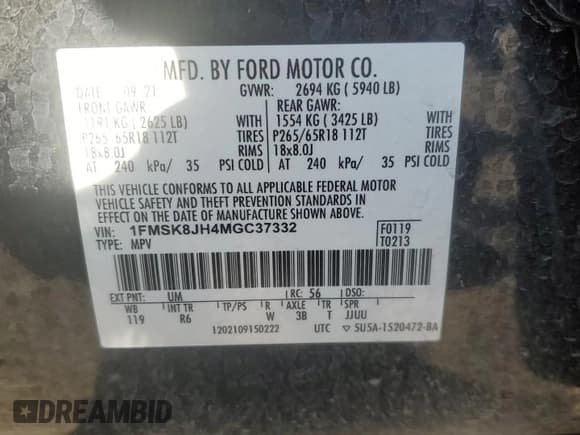 MFD. BY FORD MOTOR CO.
DATE 09 21 GVWR: 2694 KG ( 5940 LB)
FRONT GAWR: REAR GAWR:
1191 KG ( 2625 LB) WITH 1554 KG ( 3425 LB) WITH
P265 65R18 112T TIRES P265/65R18 112T TIRES
18x8.0J RIMS 18x8.0J RIMS
AT 240 kPa/ 35 PSI COLD AT 240 kPa/ 35 PSI COLD
THIS VEHICLE CONFORMS TO ALL APPLICABLE FEDERAL MOTOR
VEHICLE SAFETY AND THEFT PREVENTION STANDARDS IN
EFFECT ON THE DATE OF MANUFACTURE SHOWN ABOVE.
VIN: 1FMSK8JH4MGC37332 F0119
TYPE: MPV T0213
EXT PNT: UM RC: 56 DSO:
WB INT TR TP/PS R AXLE TR SPR
119 R6 W 3B T JJUU
1202109150222 UTC 5U5A-1520472-BA
DREAMBID